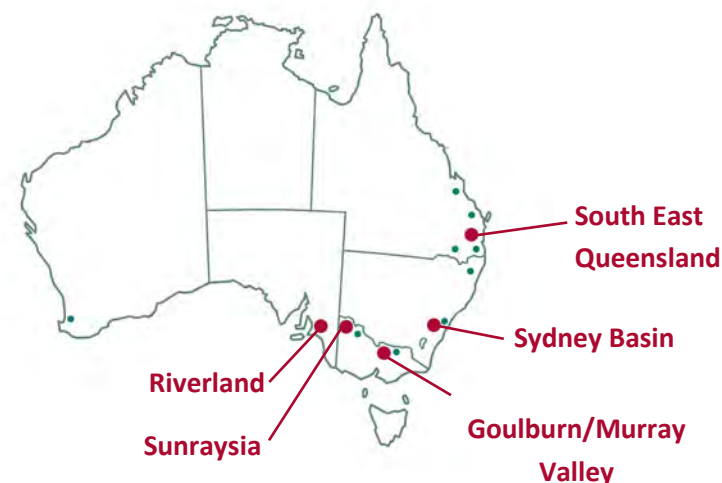 South East
Queensland
Sydney Basin
Riverland
Goulburn/Murray
Valley
Sunraysia